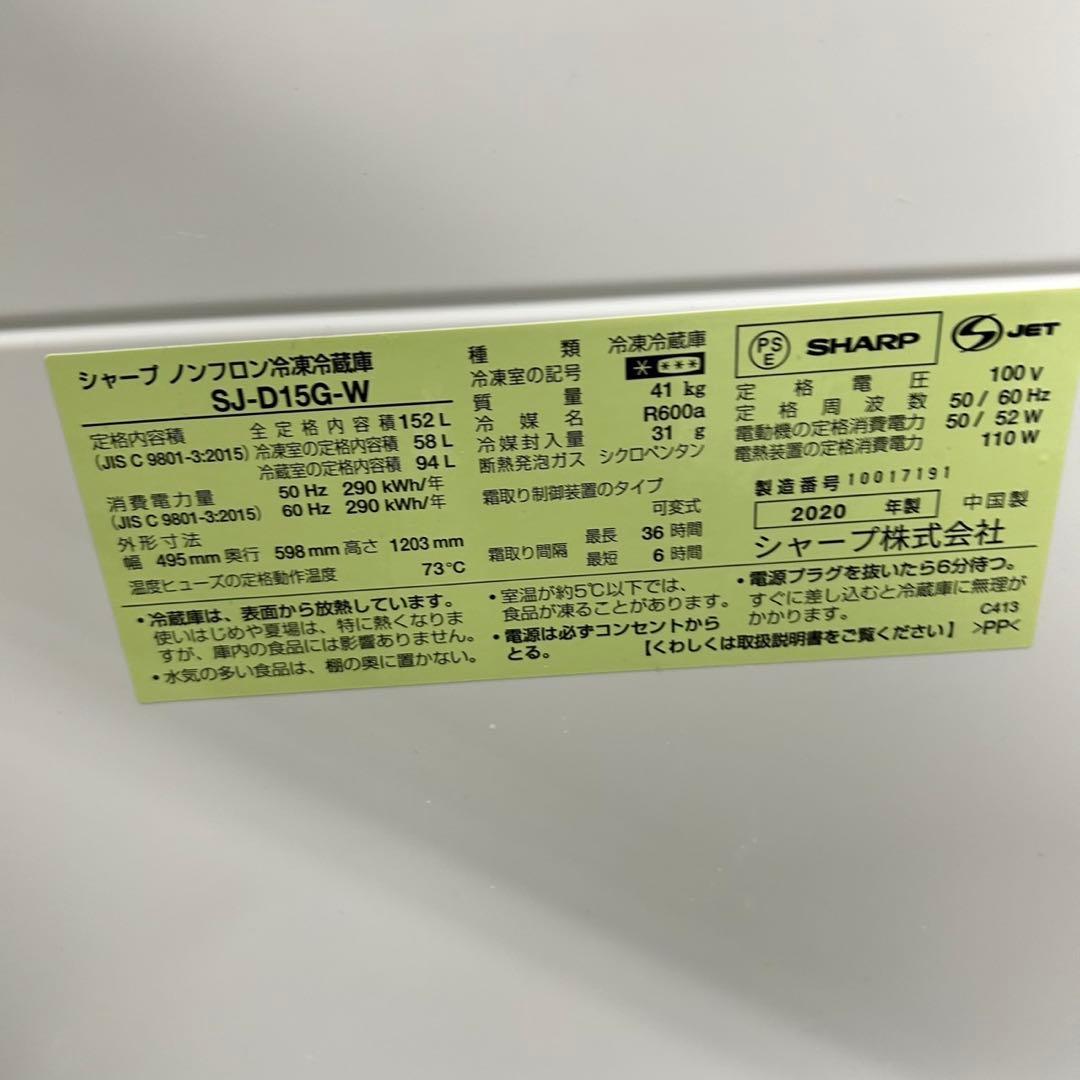 シャープ ノンフロン冷凍冷蔵庫
SJ-D15G-W
定格内容積
(JIS C 9801-3:2015)
全定格内容積 152 L
冷凍室の定格内容積 58 L
冷蔵室の定格内容積 94 L
消費電力量
(JIS C 9801-3:2015)
50 Hz 290 kWh/年
60 Hz 290 kWh/年
外形寸法
幅 495 mm 奥行 598 mm 高さ 1203 mm
温度ヒューズの定格動作温度 73℃
種類 冷凍冷蔵庫
冷凍室の記号 ＊＊＊＊
質量 41 kg
冷媒名 R600a
冷媒封入量 31 g
断熱発泡ガス シクロペンタン
霜取り制御装置のタイプ
可変式
霜取り間隔
最長 36 時間
最短 6 時間
PS
E
SHARP
S JET
定格電圧 100 V
定格周波数 50 / 60 Hz
電動機の定格消費電力 50 / 52 W
電熱装置の定格消費電力 110 W
製造番号 10017191
2020 年製 中国製
シャープ株式会社
・冷蔵庫は、表面から放熱しています。
使いはじめや夏場は、特に熱くなりま
すが、庫内の食品には影響ありません。
・水気の多い食品は、棚の奥に置かない。
・室温が約5℃以下では、
食品が凍ることがあります。
・電源は必ずコンセントから
とる。
・電源プラグを抜いたら6分待つ。
すぐに差し込むと冷蔵庫に無理が
かかります。
C413
【くわしくは取扱説明書をご覧ください】 >PP<